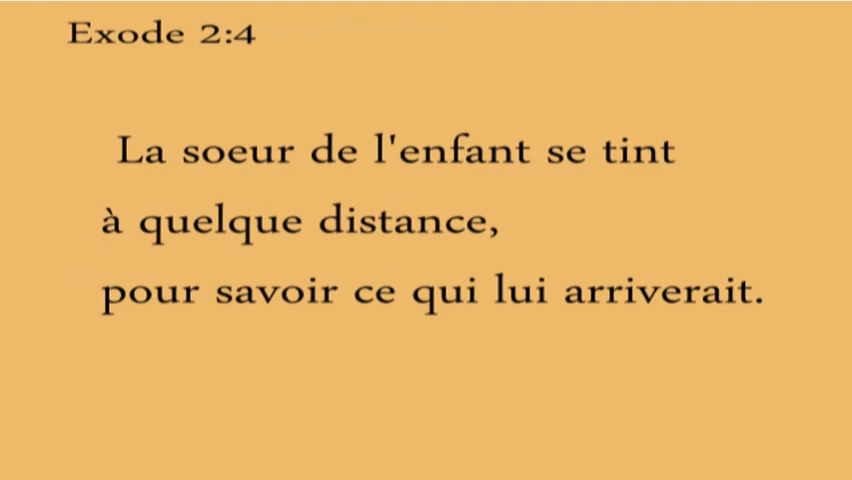 Exode 2:4
La soeur de l'enfant se tint
à quelque distance,
pour savoir ce qui lui arriverait.